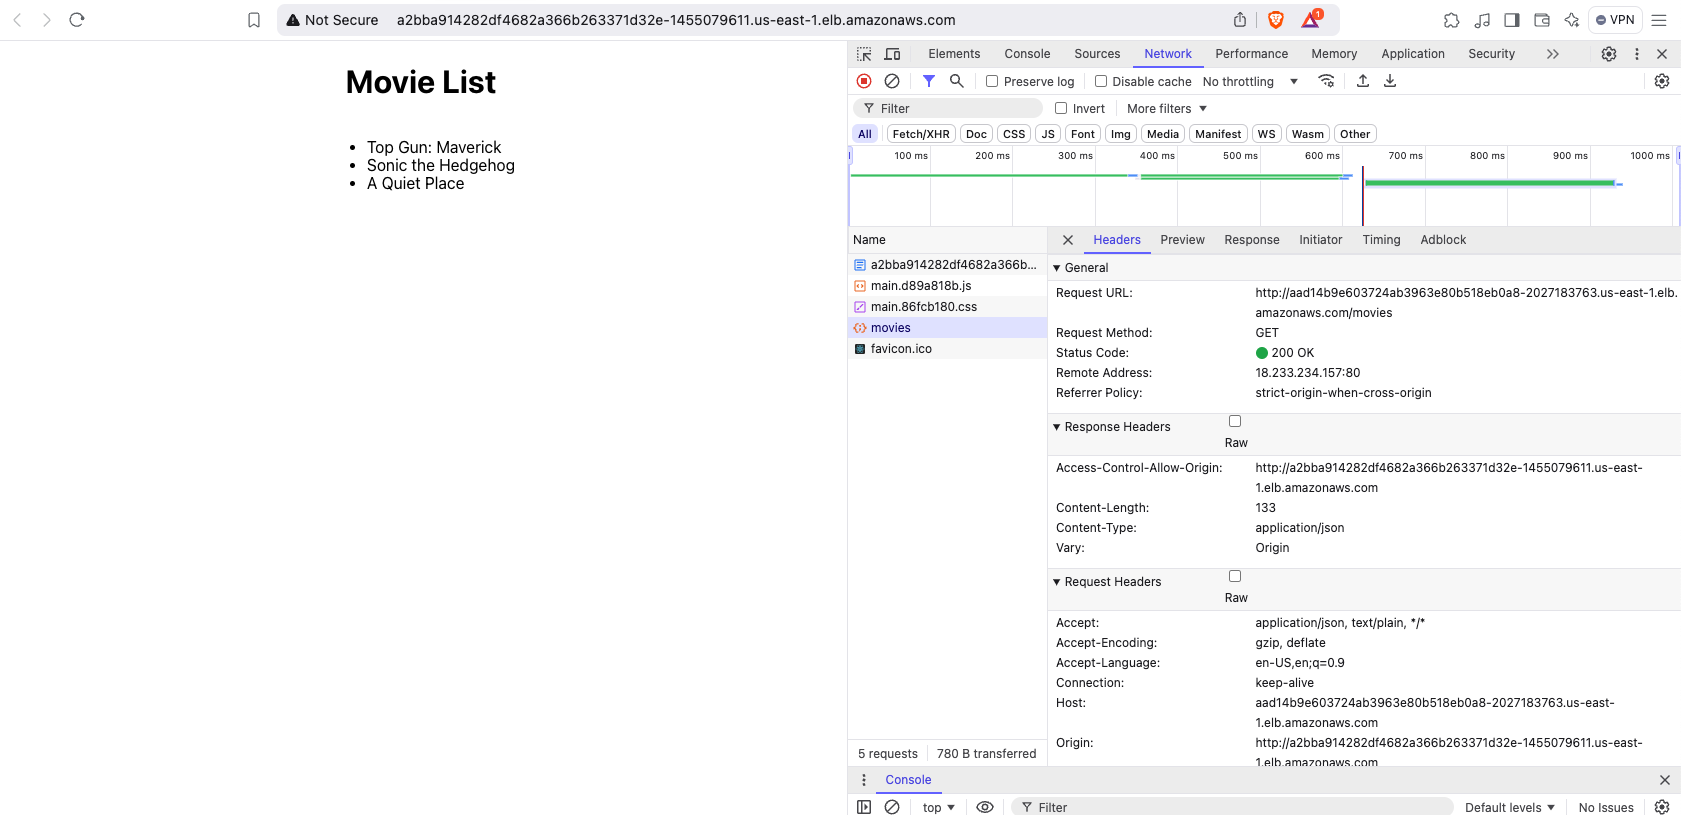 Not Secure a2bba914282df4682a366b263371d32e-1455079611.us-east-1.elb.amazonaws.com 1 VPN
Movie List
Top Gun: Maverick
Sonic the Hedgehog
A Quiet Place
Elements Console Sources Network Performance Memory Application Security
Preserve log Disable cache No throttling
Filter Invert More filters
All Fetch/XHR Doc CSS JS Font Img Media Manifest WS Wasm Other
100 ms 200 ms 300 ms 400 ms 500 ms 600 ms 700 ms 800 ms 900 ms 1000 ms
Name
a2bba914282df4682a366b...
main.d89a818b.js
main.86fcb180.css
movies
favicon.ico
5 requests 780 B transferred
Headers Preview Response Initiator Timing Adblock
General
Request URL: http://aad14b9e603724ab3963e80b518eb0a8-2027183763.us-east-1.elb.
amazonaws.com/movies
Request Method: GET
Status Code: 200 OK
Remote Address: 18.233.234.157:80
Referrer Policy: strict-origin-when-cross-origin
Response Headers
Raw
Access-Control-Allow-Origin: http://a2bba914282df4682a366b263371d32e-1455079611.us-east-
1.elb.amazonaws.com
Content-Length: 133
Content-Type: application/json
Vary: Origin
Request Headers
Raw
Accept: application/json, text/plain, */*
Accept-Encoding: gzip, deflate
Accept-Language: en-US,en;q=0.9
Connection: keep-alive
Host: aad14b9e603724ab3963e80b518eb0a8-2027183763.us-east-
1.elb.amazonaws.com
Origin: http://a2bba914282df4682a366b263371d32e-1455079611.us-east-
1.elb.amazonaws.com
Console
top Filter Default levels No Issues